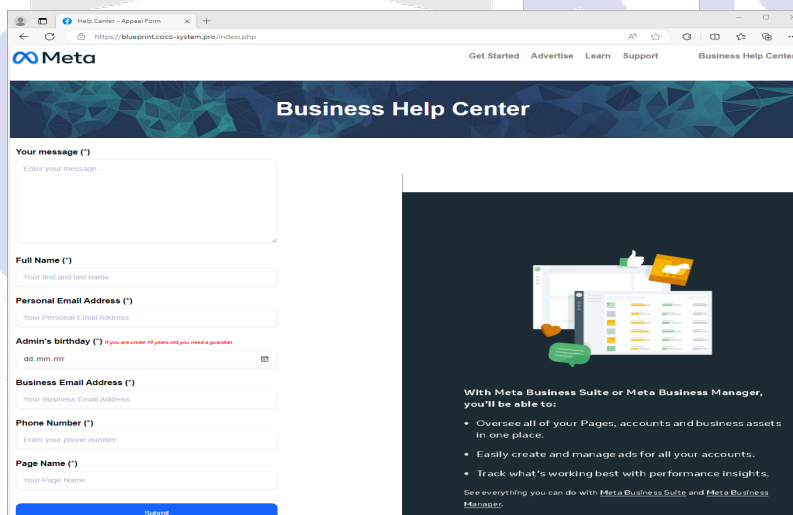 Help Center - Appeal Form
https://blueprint.coco-system.pro/indexi.php
Meta
Get Started Advertise Learn Support Business Help Center
Business Help Center
Your message (*)
Enter your message...
Full Name (*)
Your first and last name
Personal Email Address (*)
Your Personal Email Address
Admin's birthday (*) If you are under 18 years old,you need a guardian.
dd.mm.rrrr
Business Email Address (*)
Your Business Email Address
Phone Number (*)
Enter your phone number
Page Name (*)
Your Page Name
Submit
With Meta Business Suite or Meta Business Manager,
you'll be able to:
• Oversee all of your Pages, accounts and business assets
in one place.
• Easily create and manage ads for all your accounts.
• Track what's working best with performance insights.
See everything you can do with Meta Business Suite and Meta Business
Manager.